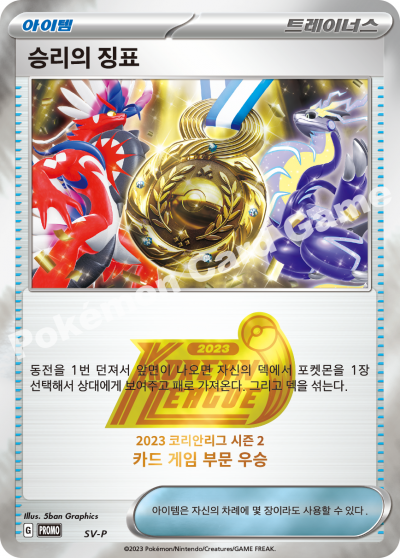 아이템 트레이너스
승리의 징표
Pokémon Card Game
동전을 1번 던져서 앞면이 나오면 자신의 덱에서 포켓몬을 1장
선택해서 상대에게 보여주고 패로 가져온다. 그리고 덱을 섞는다.
2023
KOREAN
LEAGUE
2023 코리안리그 시즌 2
카드 게임 부문 우승
Illus. 5ban Graphics
G PROMO SV-P
아이템은 자신의 차례에 몇 장이라도 사용할 수 있다.
©2023 Pokémon/Nintendo/Creatures/GAME FREAK.